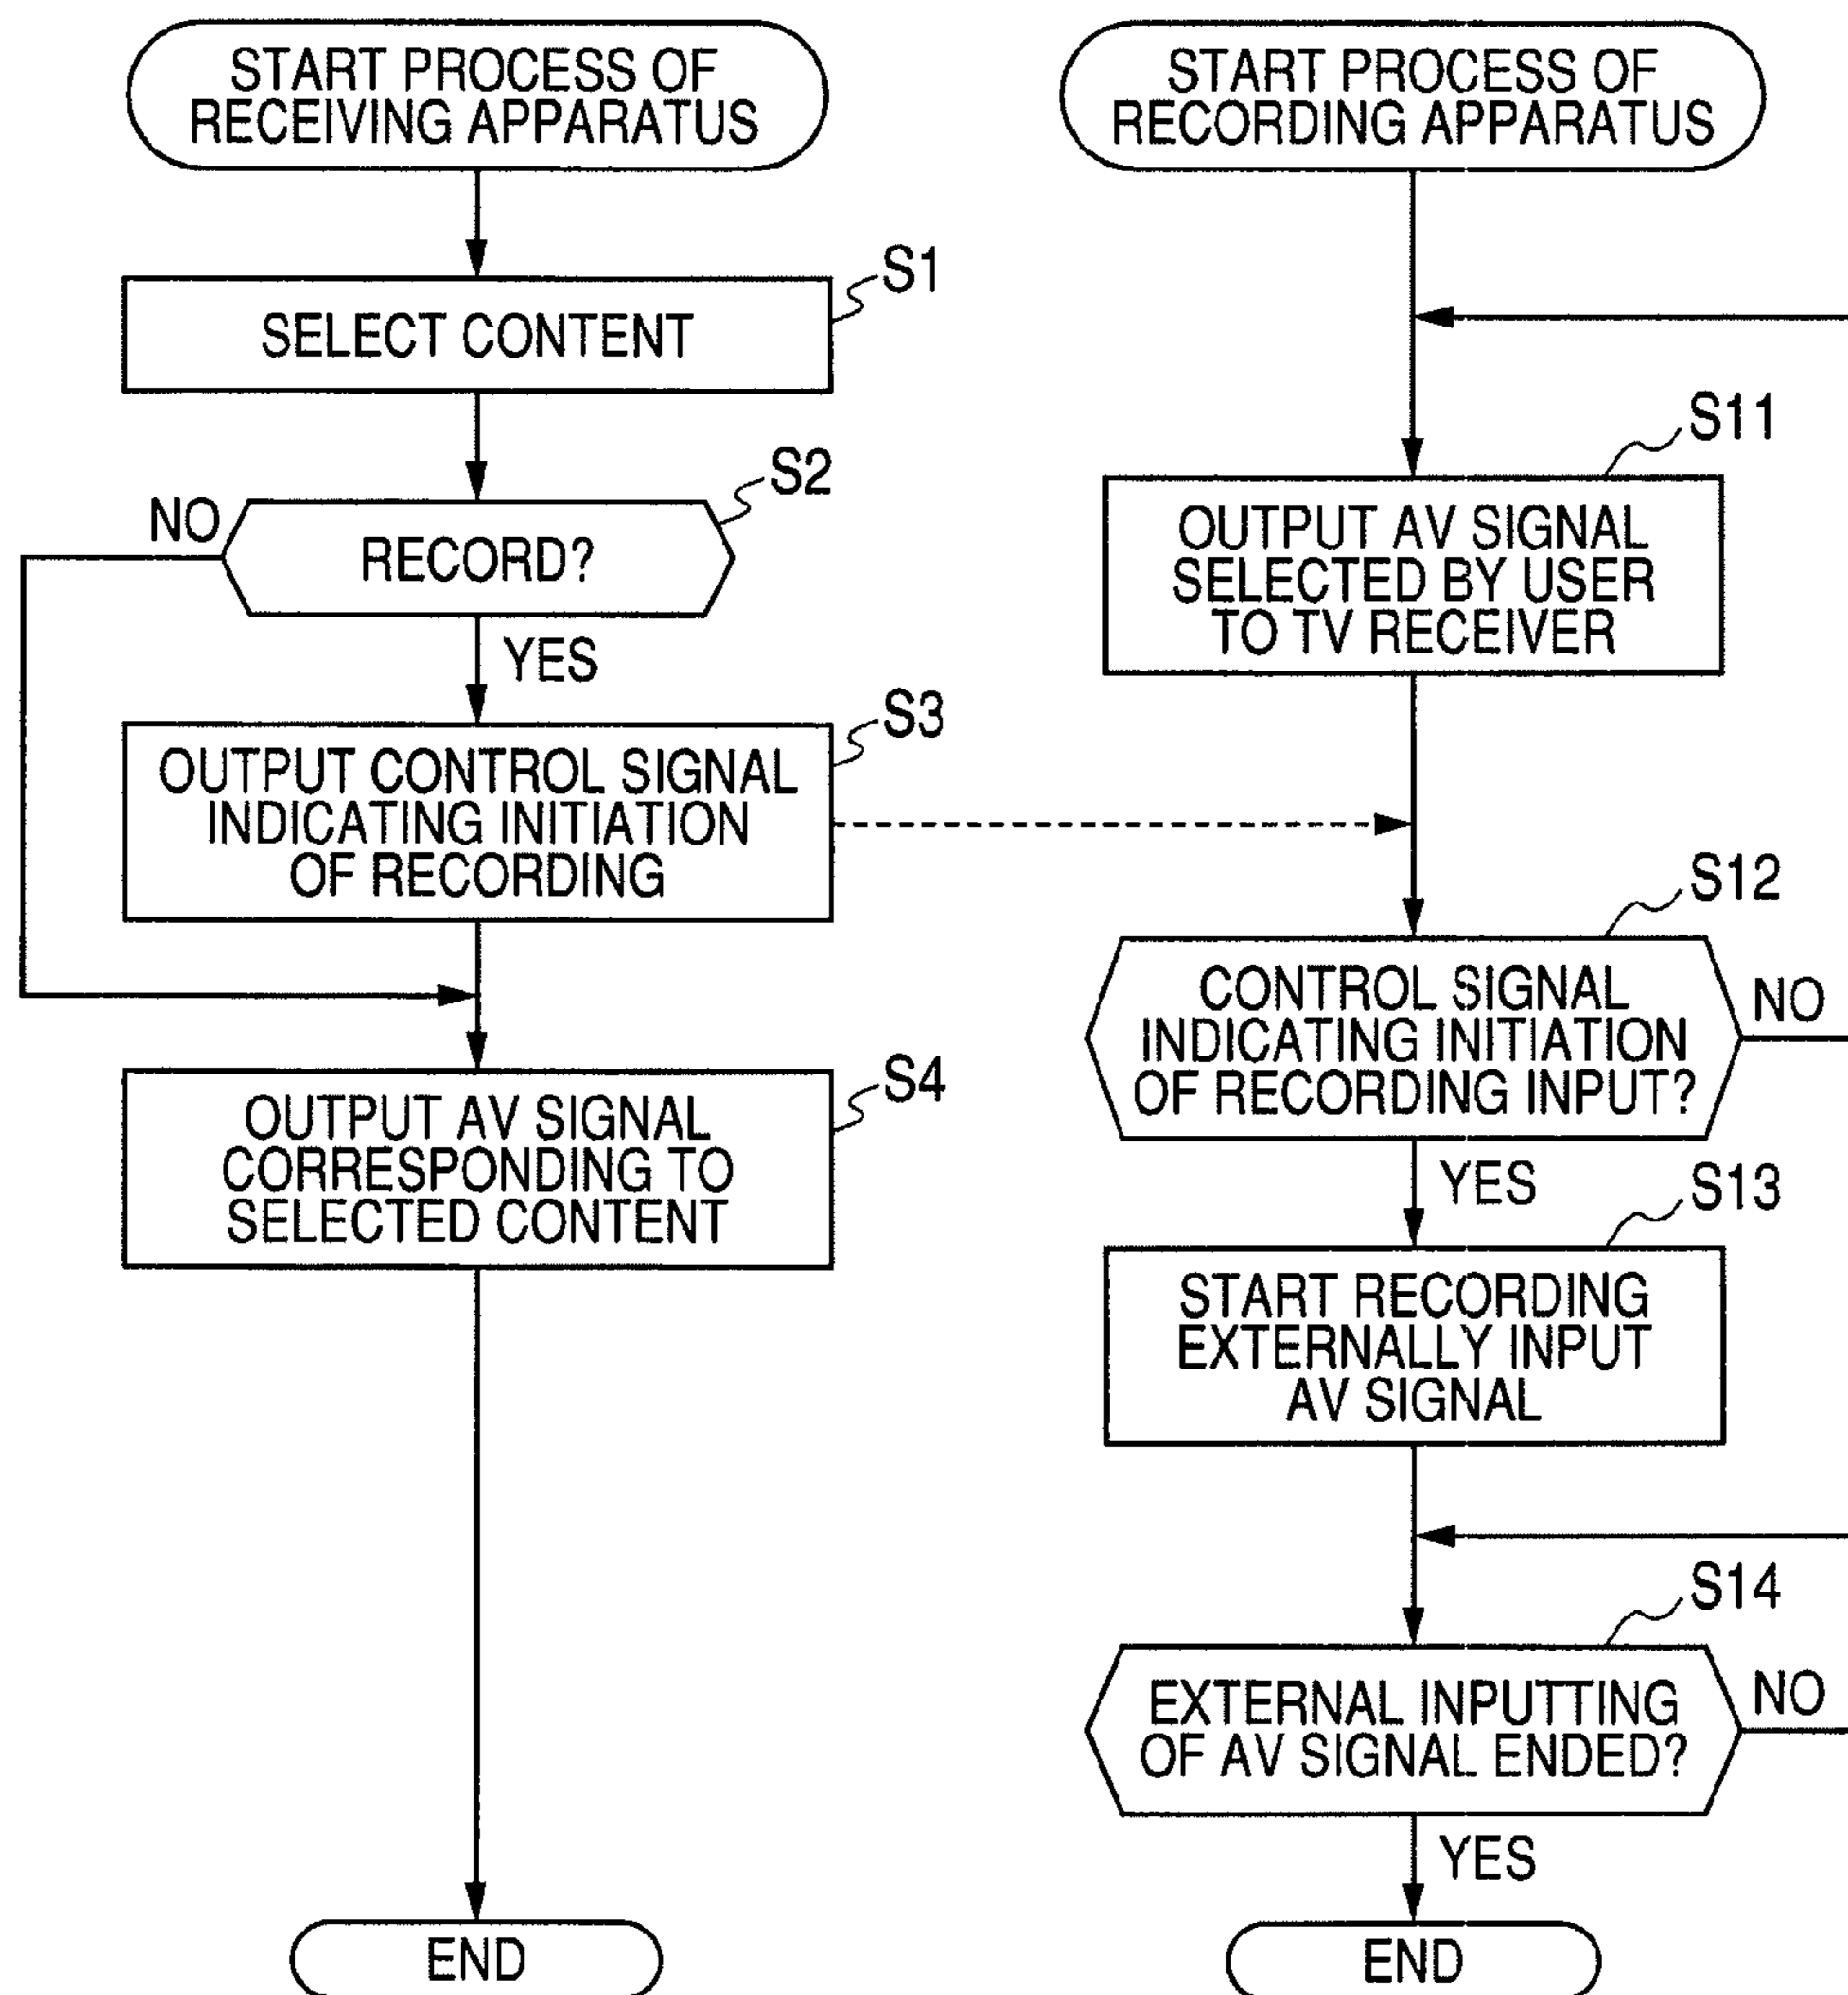 START PROCESS OF
RECEIVING APPARATUS
S1
SELECT CONTENT
S2
NO
RECORD?
YES
S3
OUTPUT CONTROL SIGNAL
INDICATING INITIATION
OF RECORDING
S4
OUTPUT AV SIGNAL
CORRESPONDING TO
SELECTED CONTENT
END
START PROCESS OF
RECORDING APPARATUS
S11
OUTPUT AV SIGNAL
SELECTED BY USER
TO TV RECEIVER
S12
CONTROL SIGNAL
INDICATING INITIATION
OF RECORDING INPUT?
NO
YES
S13
START RECORDING
EXTERNALLY INPUT
AV SIGNAL
S14
EXTERNAL INPUTTING
OF AV SIGNAL ENDED?
NO
YES
END